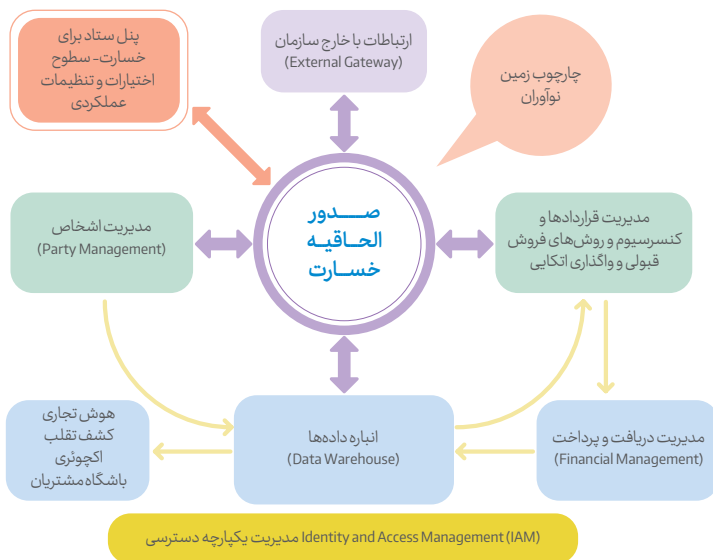 پنل ستاد برای
خسارت- سطوح
اختیارات و تنظیمات
عملکردی
ارتباطات با خارج سازمان
(External Gateway)
چارچوب زمین
نوآوران
مدیریت اشخاص
(Party Management)
صـــدور
الحــاقیــه
خســارت
مدیریت قراردادها و
کنسرسیوم و روش‌های فروش
قبولی و واگذاری اتکایی
هوش تجاری
کشف تقلب
اکچوئری
باشگاه مشتریان
انباره داده‌ها
(Data Warehouse)
مدیریت دریافت و پرداخت
(Financial Management)
مدیریت یکپارچه دسترسی Identity and Access Management (IAM)